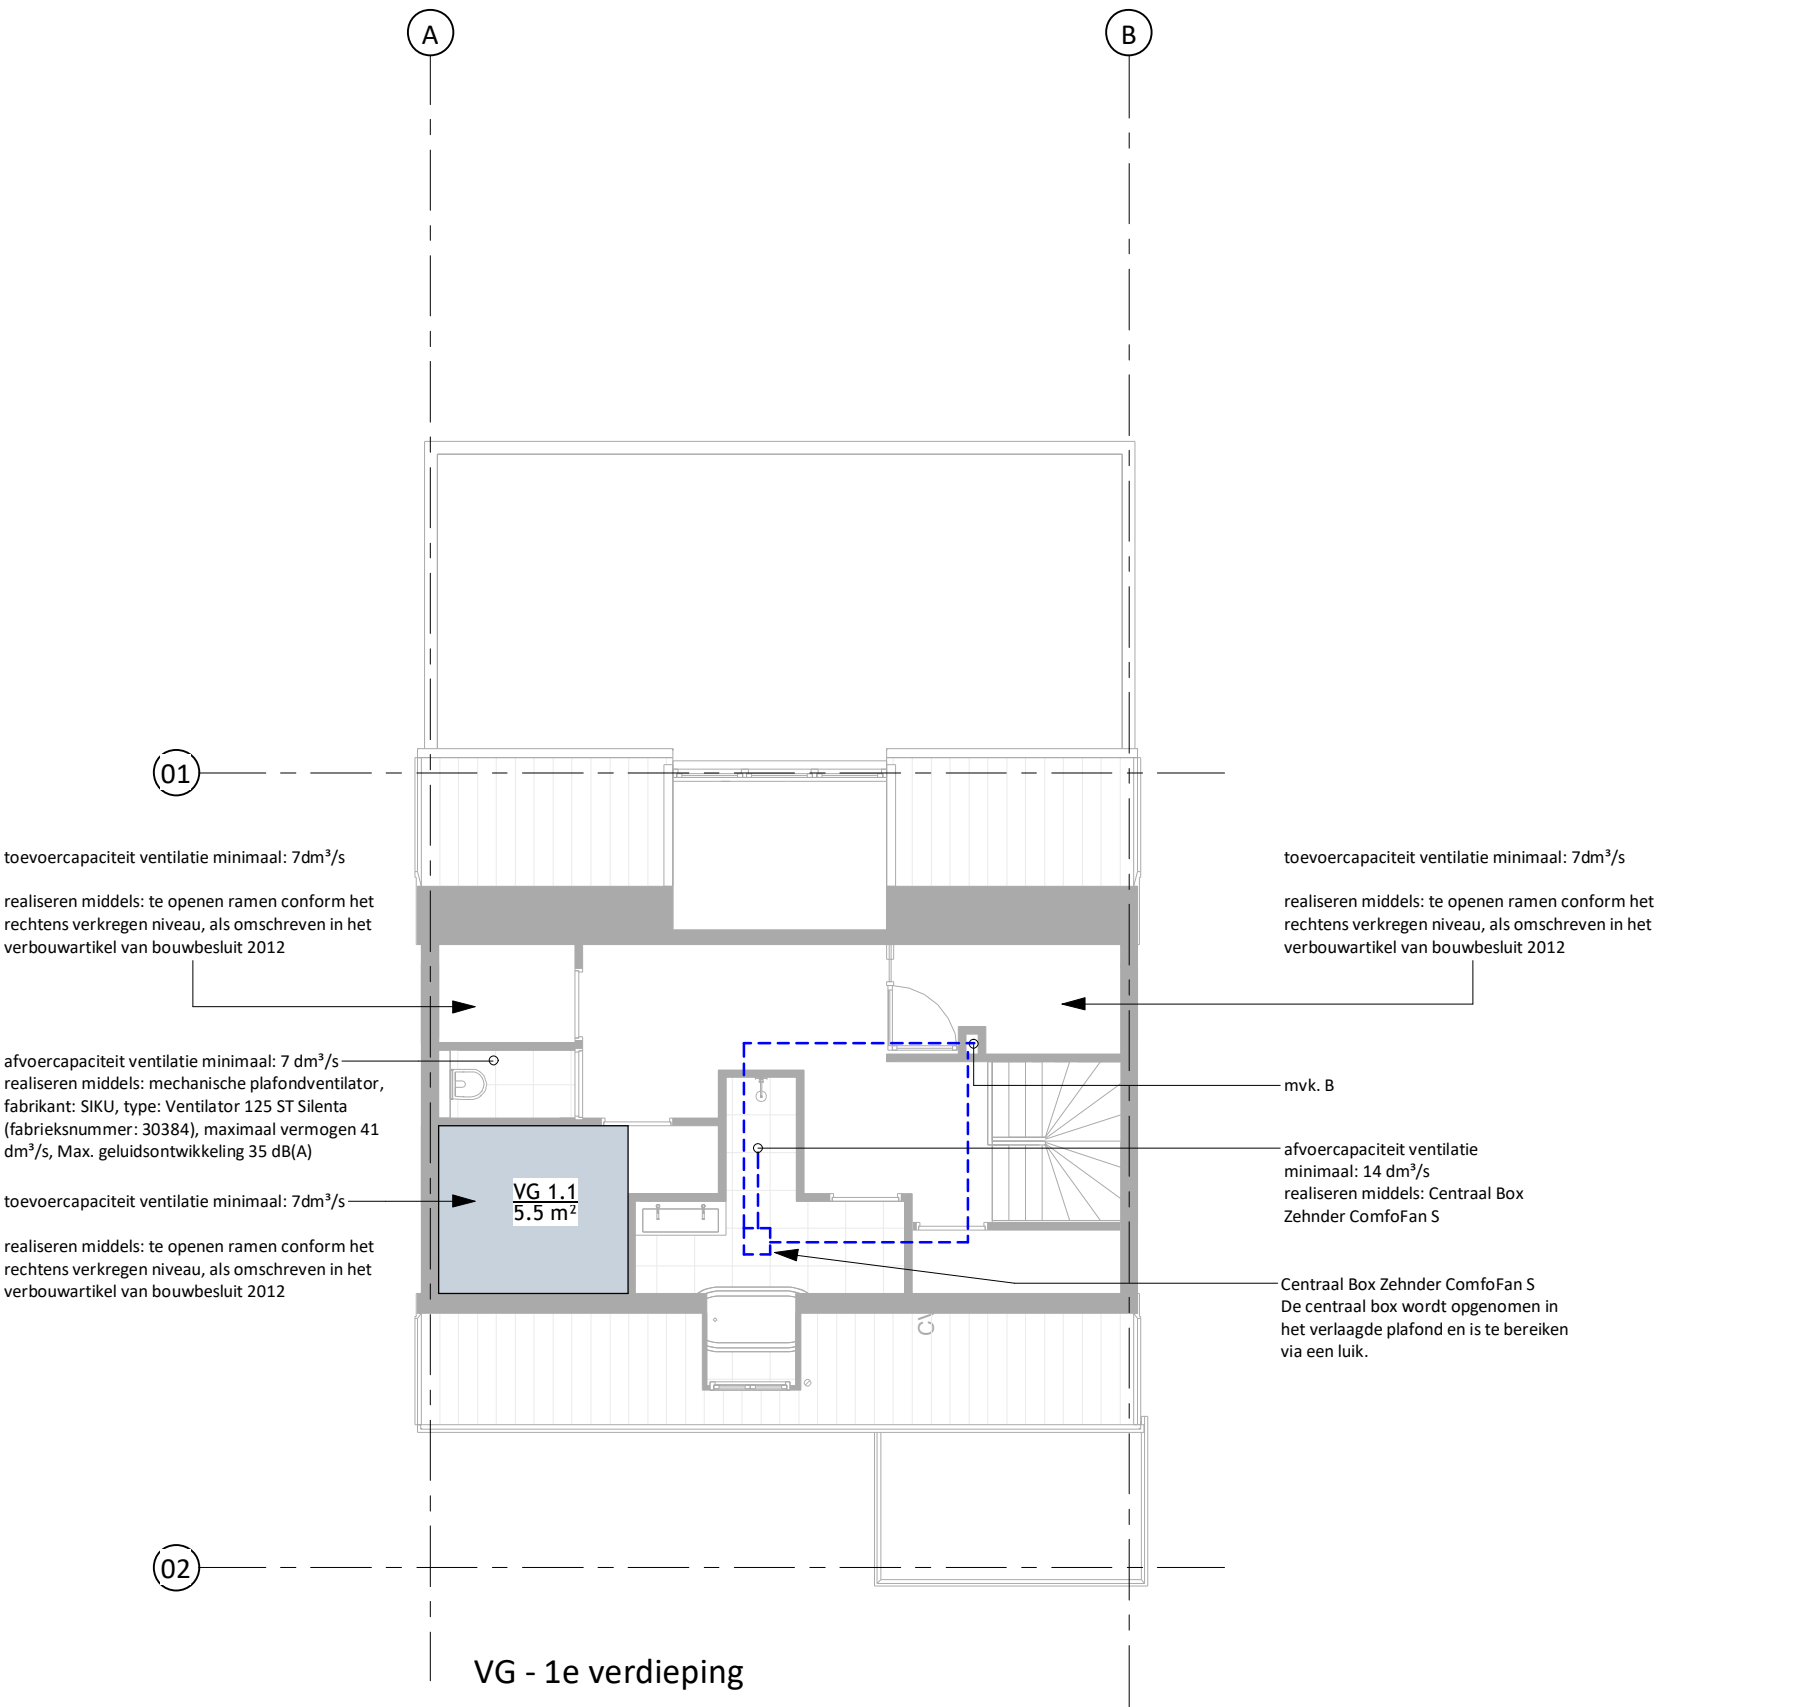 A
B
01
toevoercapaciteit ventilatie minimaal: 7dm³/s
realiseren middels: te openen ramen conform het
rechtens verkregen niveau, als omschreven in het
verbouwartikel van bouwbesluit 2012
toevoercapaciteit ventilatie minimaal: 7dm³/s
realiseren middels: te openen ramen conform het
rechtens verkregen niveau, als omschreven in het
verbouwartikel van bouwbesluit 2012
afvoercapaciteit ventilatie minimaal: 7 dm³/s
realiseren middels: mechanische plafondventilator,
fabrikant: SIKU, type: Ventilator 125 ST Silenta
(fabrieksnummer: 30384), maximaal vermogen 41
dm³/s, Max. geluidsontwikkeling 35 dB(A)
mvk. B
afvoercapaciteit ventilatie
minimaal: 14 dm³/s
realiseren middels: Centraal Box
Zehnder ComfoFan S
toevoercapaciteit ventilatie minimaal: 7dm³/s
realiseren middels: te openen ramen conform het
rechtens verkregen niveau, als omschreven in het
verbouwartikel van bouwbesluit 2012
VG 1.1
5.5 m²
Centraal Box Zehnder ComfoFan S
De centraal box wordt opgenomen in
het verlaagde plafond en is te bereiken
via een luik.
02
VG - 1e verdieping